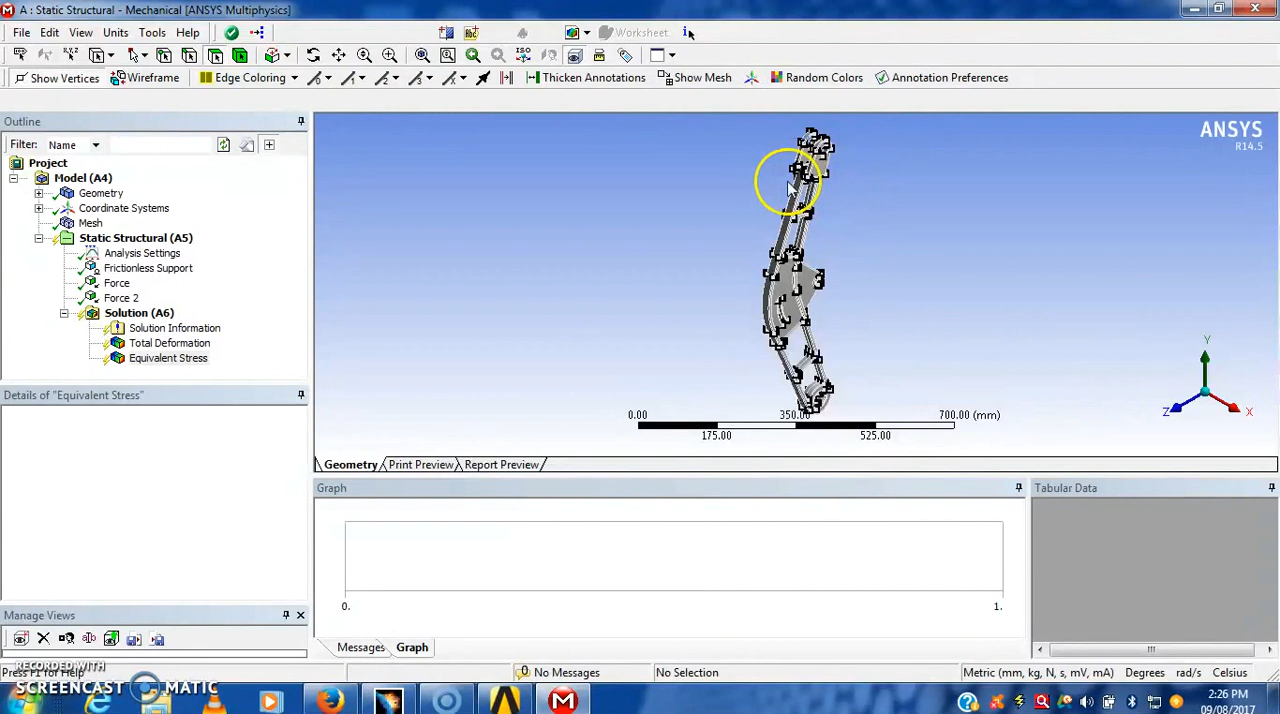 A : Static Structural - Mechanical [ANSYS Multiphysics]
File Edit View Units Tools Help
Worksheet
Show Vertices Wireframe Edge Coloring Thicken Annotations Show Mesh Random Colors Annotation Preferences
Outline
Filter: Name
Project
Model (A4)
Geometry
Coordinate Systems
Mesh
Static Structural (A5)
Analysis Settings
Frictionless Support
Force
Force 2
Solution (A6)
Solution Information
Total Deformation
Equivalent Stress
Details of "Equivalent Stress"
Manage Views
ANSYS
R14.5
Y
Z
X
0.00 350.00 700.00 (mm)
175.00 525.00
Geometry Print Preview Report Preview
Graph
0. 1.
Messages Graph
Tabular Data
Press F1 for Help
0 No Messages No Selection Metric (mm, kg, N, s, mV, mA) Degrees rad/s Celsius
RECORDED WITH
SCREENCAST MATIC
2:26 PM
09/08/2017